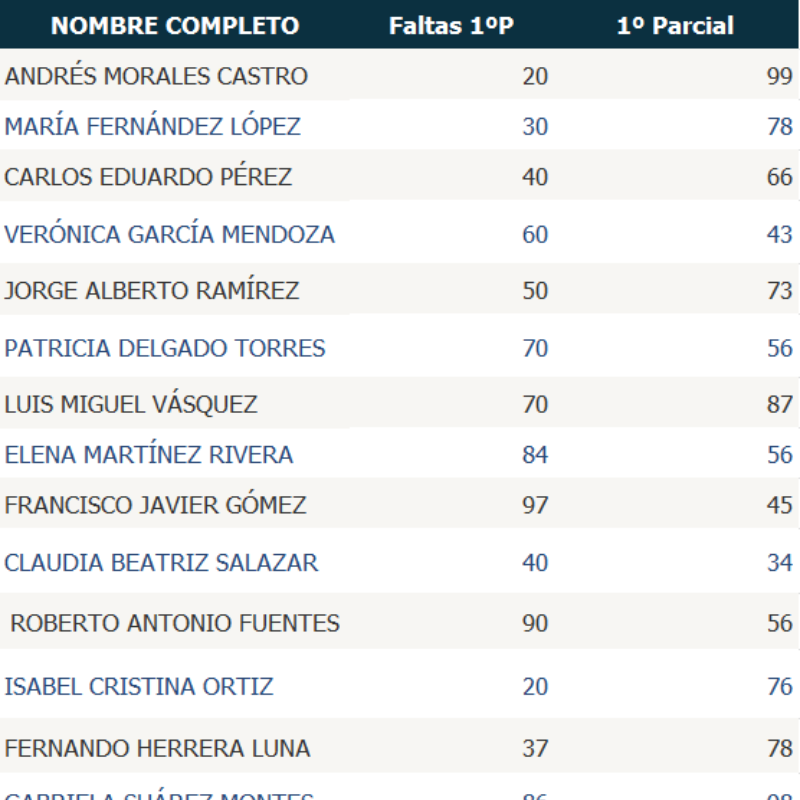 NOMBRE COMPLETO Faltas 1ºP 1º Parcial
ANDRÉS MORALES CASTRO 20 99
MARÍA FERNÁNDEZ LÓPEZ 30 78
CARLOS EDUARDO PÉREZ 40 66
VERÓNICA GARCÍA MENDOZA 60 43
JORGE ALBERTO RAMÍREZ 50 73
PATRICIA DELGADO TORRES 70 56
LUIS MIGUEL VÁSQUEZ 70 87
ELENA MARTÍNEZ RIVERA 84 56
FRANCISCO JAVIER GÓMEZ 97 45
CLAUDIA BEATRIZ SALAZAR 40 34
ROBERTO ANTONIO FUENTES 90 56
ISABEL CRISTINA ORTIZ 20 76
FERNANDO HERRERA LUNA 37 78
GABRIELA SUÁREZ MONTES